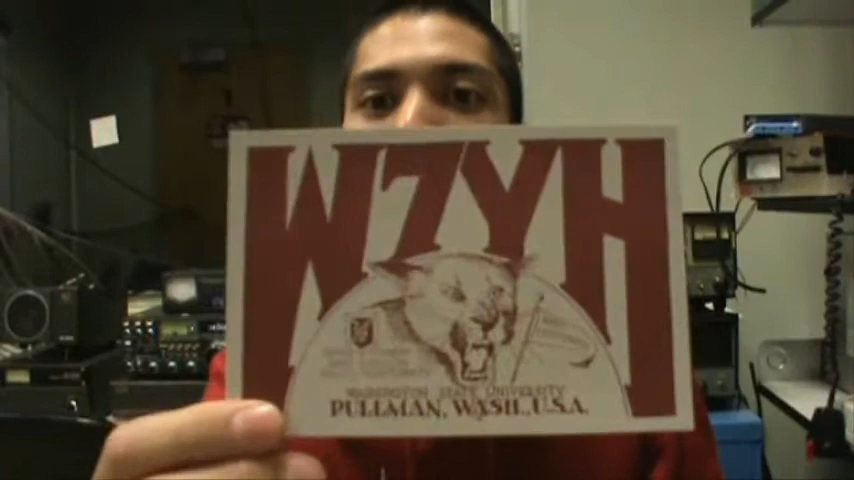 W7YH
WASHINGTON STATE UNIVERSITY
PULLMAN, WASH., U.S.A.